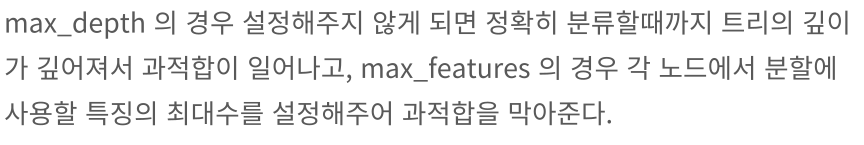 max_depth 의 경우 설정해주지 않게 되면 정확히 분류할때까지 트리의 깊이
가 깊어져서 과적합이 일어나고, max_features 의 경우 각 노드에서 분할에
사용할 특징의 최대수를 설정해주어 과적합을 막아준다.